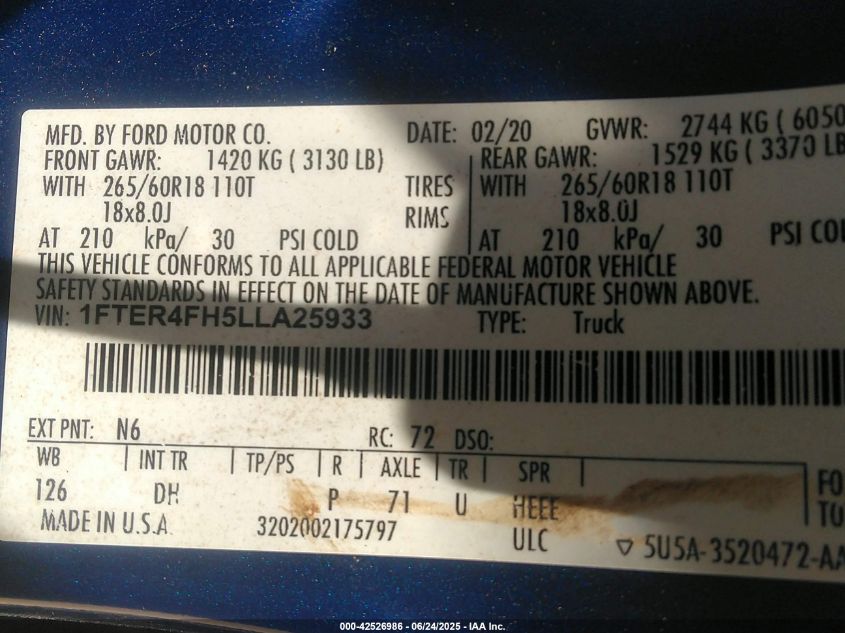 MFD. BY FORD MOTOR CO. DATE: 02/20 GVWR: 2744 KG ( 6050
FRONT GAWR: 1420 KG ( 3130 LB) REAR GAWR: 1529 KG ( 3370 LB
WITH 265/60R18 110T TIRES WITH 265/60R18 110T
18x8.0J RIMS 18x8.0J
AT 210 kPa/ 30 PSI COLD AT 210 kPa/ 30 PSI COL
THIS VEHICLE CONFORMS TO ALL APPLICABLE FEDERAL MOTOR VEHICLE
SAFETY STANDARDS IN EFFECT ON THE DATE OF MANUFACTURE SHOWN ABOVE.
VIN: 1FTER4FH5LLA25933 TYPE: Truck
EXT PNT: N6 RC: 72 DSO:
WB INT TR TP/PS R AXLE TR SPR FO
126 DH P 71 U HEEE TO
MADE IN U.S.A. 3202002175797 ULC ▽ 5U5A-3520472-AA
000-42526986 - 06/24/2025 - IAA Inc.